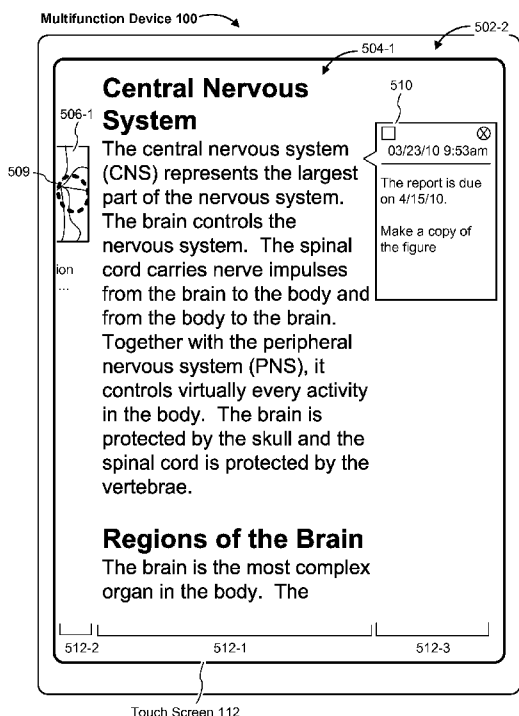 Multifunction Device 100
502-2
504-1
Central Nervous
System
506-1
509
ion
...
The central nervous system
(CNS) represents the largest
part of the nervous system.
The brain controls the
nervous system.  The spinal
cord carries nerve impulses
from the brain to the body and
from the body to the brain.
Together with the peripheral
nervous system (PNS), it
controls virtually every activity
in the body.  The brain is
protected by the skull and the
spinal cord is protected by the
vertebrae.
510
03/23/10 9:53am
The report is due
on 4/15/10.
Make a copy of
the figure
Regions of the Brain
The brain is the most complex
organ in the body.  The
512-2
512-1
512-3
Touch Screen 112